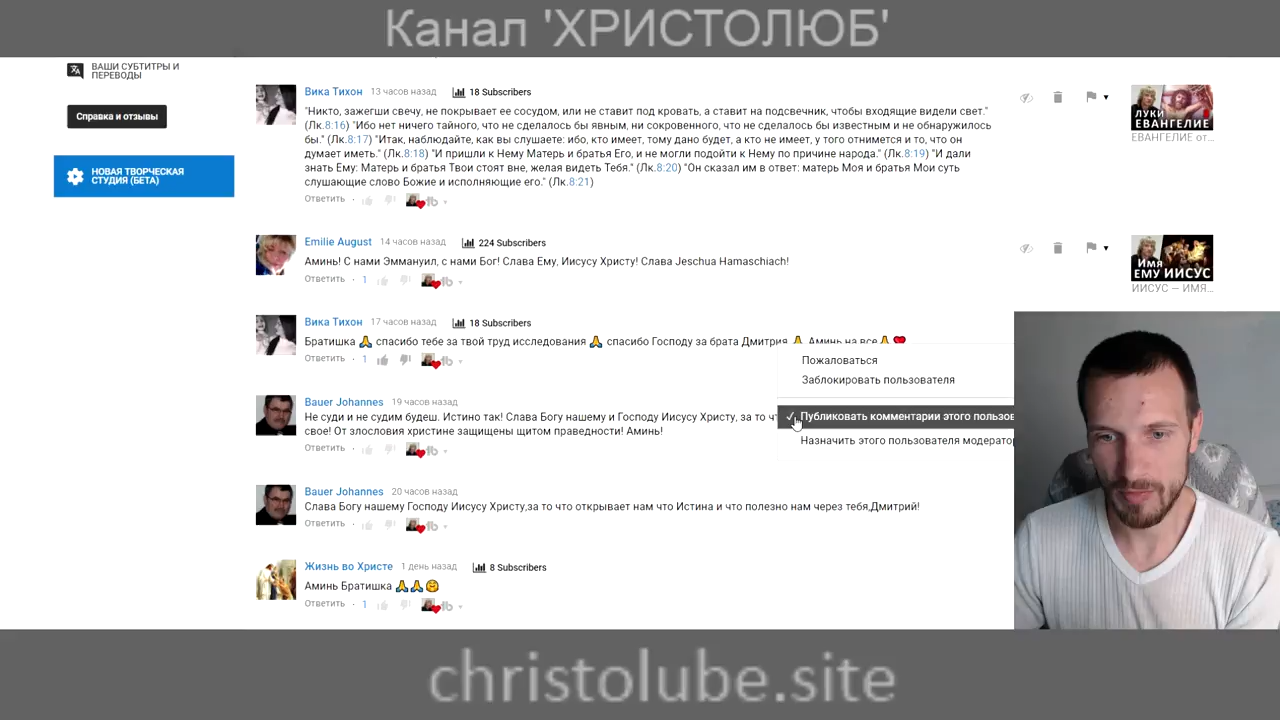 Канал 'ХРИСТОЛЮБ'
ВАШИ СУБТИТРЫ И
ПЕРЕВОДЫ
Справка и отзывы
НОВАЯ ТВОРЧЕСКАЯ
СТУДИЯ (БЕТА)
Вика Тихон 13 часов назад 18 Subscribers
"Никто, зажегши свечу, не покрывает ее сосудом, или не ставит под кровать, а ставит на подсвечник, чтобы входящие видели свет."
(Лк.8:16) "Ибо нет ничего тайного, что не сделалось бы явным, ни сокровенного, что не сделалось бы известным и не обнаружилось
бы." (Лк.8:17) "Итак, наблюдайте, как вы слушаете: ибо, кто имеет, тому дано будет, а кто не имеет, у того отнимется и то, что он
думает иметь." (Лк.8:18) "И пришли к Нему Матерь и братья Его, и не могли подойти к Нему по причине народа." (Лк.8:19) "И дали
знать Ему: Матерь и братья Твои стоят вне, желая видеть Тебя." (Лк.8:20) "Он сказал им в ответ: матерь Моя и братья Мои суть
слушающие слово Божие и исполняющие его." (Лк.8:21)
Ответить
ЛУКИ
ЕВАНГЕЛИЕ
ЕВАНГЕЛИЕ от...
Emilie August 14 часов назад 224 Subscribers
Аминь! С нами Эммануил, с нами Бог! Слава Ему, Иисусу Христу! Слава Jeschua Hamaschiach!
Ответить · 1
Имя
ЕМУ ИИСУС
ИИСУС — ИМЯ...
Вика Тихон 17 часов назад 18 Subscribers
Братишка 🙏 спасибо тебе за твой труд исследования 🙏 спасибо Господу за брата Дмитрия 🙏 Аминь на все🙏❤
Ответить · 1
Пожаловаться
Заблокировать пользователя
✓ Публиковать комментарии этого пользов
Назначить этого пользователя модератор
Bauer Johannes 19 часов назад
Не суди и не судим будеш. Истино так! Слава Богу нашему и Господу Иисусу Христу, за то
свое! От злословия христине защищены щитом праведности! Аминь!
Ответить
Bauer Johannes 20 часов назад
Слава Богу нашему Господу Иисусу Христу,за то что открывает нам что Истина и что полезно нам через тебя,Дмитрий!
Ответить
Жизнь во Христе 1 день назад 8 Subscribers
Аминь Братишка 🙏🙏🤗
Ответить · 1
christolube.site